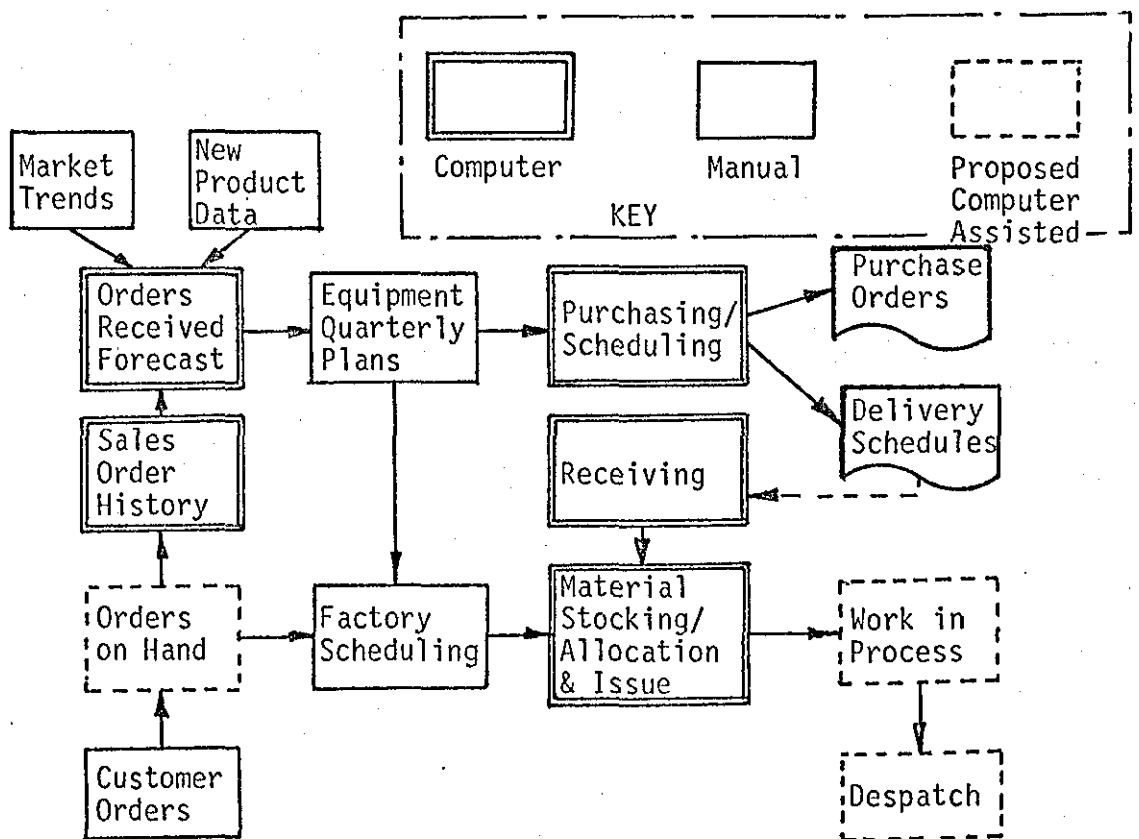 Computer
Manual
Proposed
Computer
Assisted
KEY
Market
Trends
New
Product
Data
Orders
Received
Forecast
Equipment
Quarterly
Plans
Purchasing/
Scheduling
Purchase
Orders
Delivery
Schedules
Sales
Order
History
Receiving
Orders
on Hand
Factory
Scheduling
Material
Stocking/
Allocation
& Issue
Work in
Process
Customer
Orders
Despatch